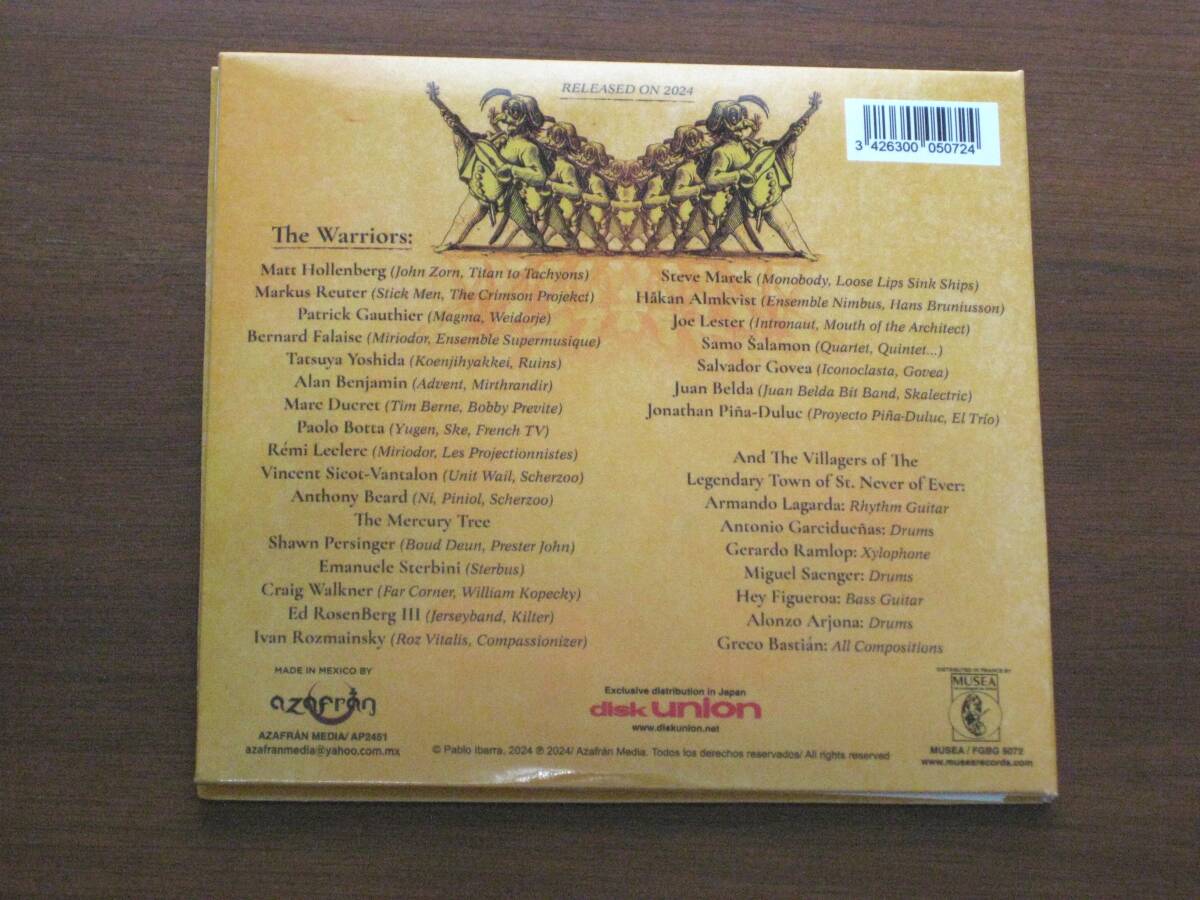 RELEASED ON 2024
3 426300 050724
The Warriors:
Matt Hollenberg (John Zorn, Titan to Tachyons)
Markus Reuter (Stick Men, The Crimson Projekct)
Patrick Gauthier (Magma, Weidorje)
Bernard Falaise (Miriodor, Ensemble Supermusique)
Tatsuya Yoshida (Koenjihyakkei, Ruins)
Alan Benjamin (Advent, Mirthrandir)
Marc Ducret (Tim Berne, Bobby Previte)
Paolo Botta (Yugen, Ske, French TV)
Rémi Leclerc (Miriodor, Les Projectionnistes)
Vincent Sicot-Vantalon (Unit Wail, Scherzoo)
Anthony Beard (Ni, Piniol, Scherzoo)
The Mercury Tree
Shawn Persinger (Boud Deun, Prester John)
Emanuele Sterbini (Sterbus)
Craig Walkner (Far Corner, William Kopecky)
Ed RosenBerg III (Jerseyband, Kilter)
Ivan Rozmainsky (Roz Vitalis, Compassionizer)
Steve Marek (Monobody, Loose Lips Sink Ships)
Håkan Almkvist (Ensemble Nimbus, Hans Bruniusson)
Joe Lester (Intronaut, Mouth of the Architect)
Samo Šalamon (Quartet, Quintet...)
Salvador Govea (Iconoclasta, Govea)
Juan Belda (Juan Belda Bit Band, Skalectric)
Jonathan Piña-Duluc (Proyecto Piña-Duluc, El Trío)
And The Villagers of The
Legendary Town of St. Never of Ever:
Armando Lagarda: Rhythm Guitar
Antonio Garcidueñas: Drums
Gerardo Ramlop: Xylophone
Miguel Saenger: Drums
Hey Figueroa: Bass Guitar
Alonzo Arjona: Drums
Greco Bastián: All Compositions
MADE IN MEXICO BY
azafrán
AZAFRÁN MEDIA/ AP2451
azafranmedia@yahoo.com.mx
Exclusive distribution in Japan
disk union
www.diskunion.net
© Pablo Ibarra, 2024 ℗ 2024/ Azafrán Media. Todos los derechos reservados/ All rights reserved
DISTRIBUTED IN FRANCE BY
MUSEA
MUSEA / FGBG 5072
www.musearecords.com